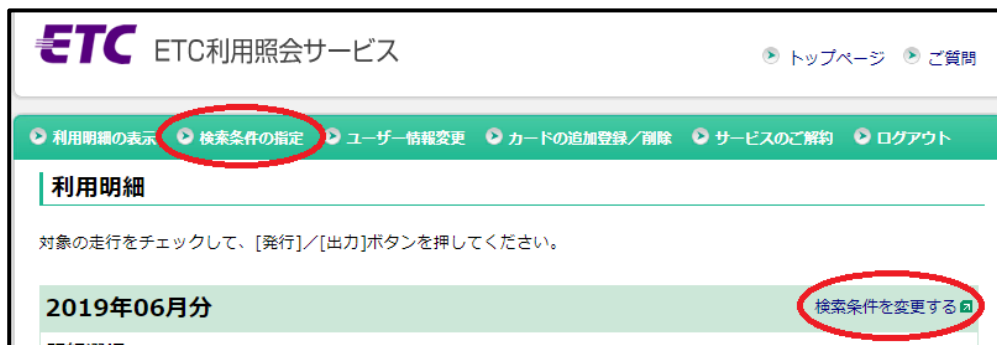 ETC ETC利用照会サービス
トップページ ご質問
利用明細の表示 検索条件の指定 ユーザー情報変更 カードの追加登録/削除 サービスのご解約 ログアウト
利用明細
対象の走行をチェックして、[発行]/[出力]ボタンを押してください。
2019年06月分 検索条件を変更する